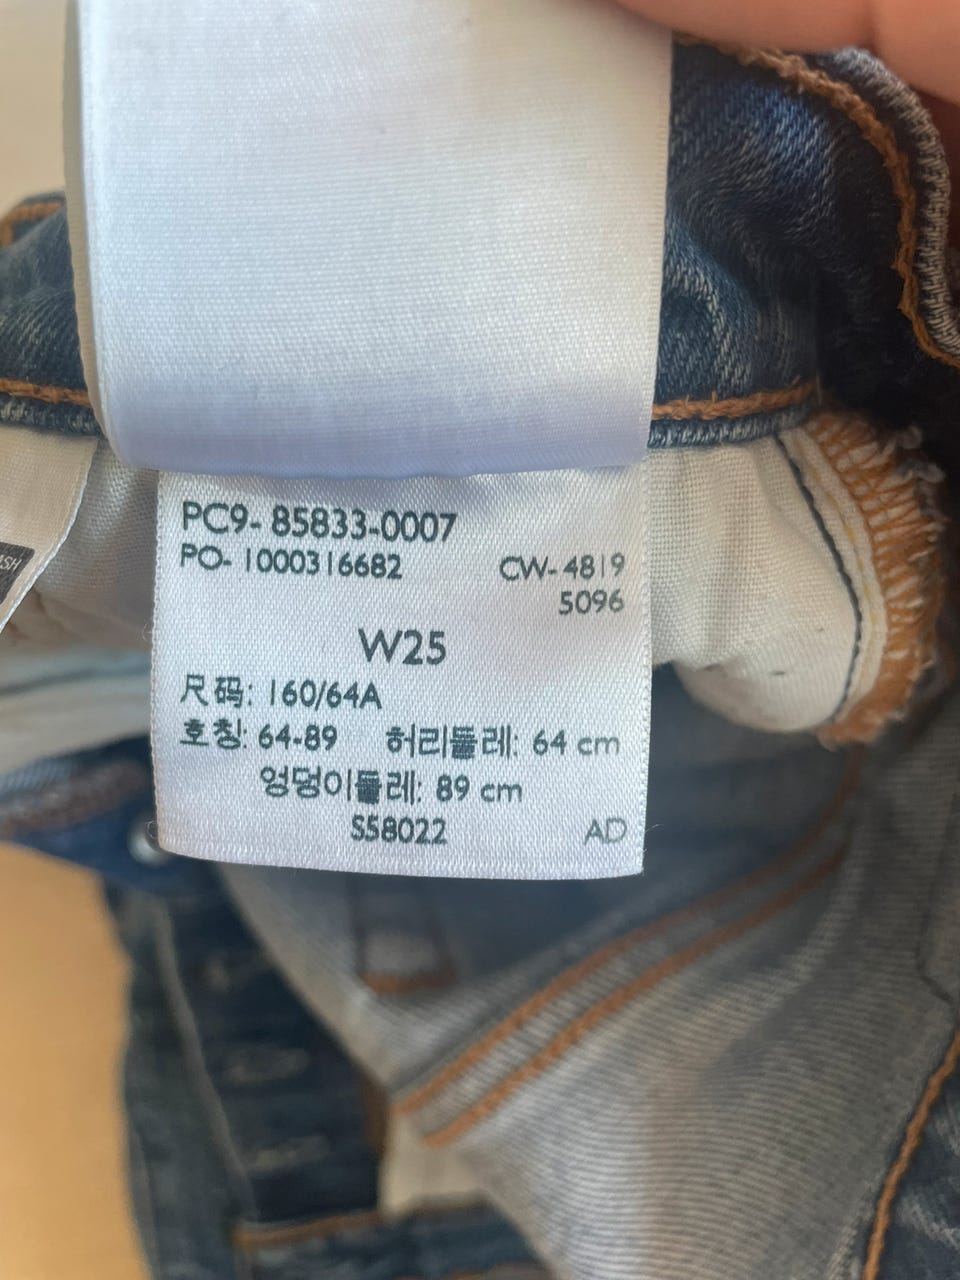 PC9- 85833-0007
PO- 1000316682 CW-4819
5096
W25
尺码: 160/64A
호칭: 64-89 허리둘레: 64 cm
엉덩이둘레: 89 cm
S58022 AD